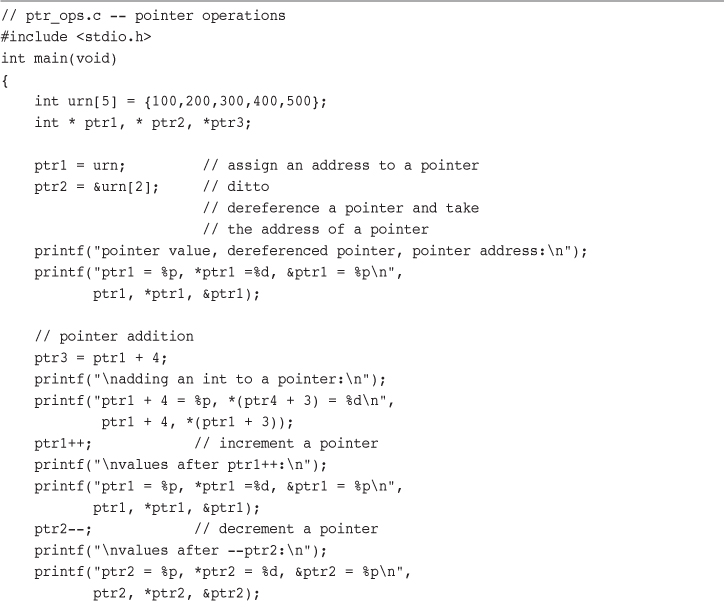 // ptr_ops.c -- pointer operations
#include <stdio.h>
int main(void)
{
    int urn[5] = {100,200,300,400,500};
    int * ptr1, * ptr2, *ptr3;

    ptr1 = urn;         // assign an address to a pointer
    ptr2 = &urn[2];     // ditto
                        // dereference a pointer and take
                        // the address of a pointer
    printf("pointer value, dereferenced pointer, pointer address:\n");
    printf("ptr1 = %p, *ptr1 =%d, &ptr1 = %p\n",
           ptr1, *ptr1, &ptr1);

    // pointer addition
    ptr3 = ptr1 + 4;
    printf("\nadding an int to a pointer:\n");
    printf("ptr1 + 4 = %p, *(ptr4 + 3) = %d\n",
            ptr1 + 4, *(ptr1 + 3));
    ptr1++;            // increment a pointer
    printf("\nvalues after ptr1++:\n");
    printf("ptr1 = %p, *ptr1 =%d, &ptr1 = %p\n",
           ptr1, *ptr1, &ptr1);
    ptr2--;            // decrement a pointer
    printf("\nvalues after --ptr2:\n");
    printf("ptr2 = %p, *ptr2 = %d, &ptr2 = %p\n",
           ptr2, *ptr2, &ptr2);